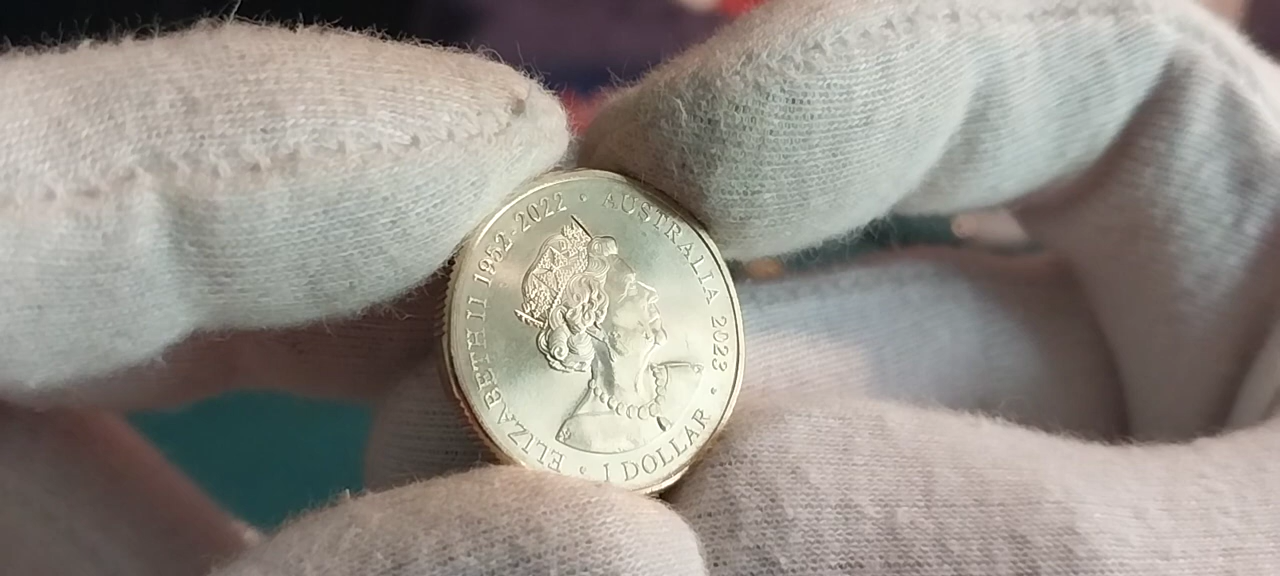 ELIZABETH II 1952-2022 • AUSTRALIA 2023 •
1 DOLLAR •